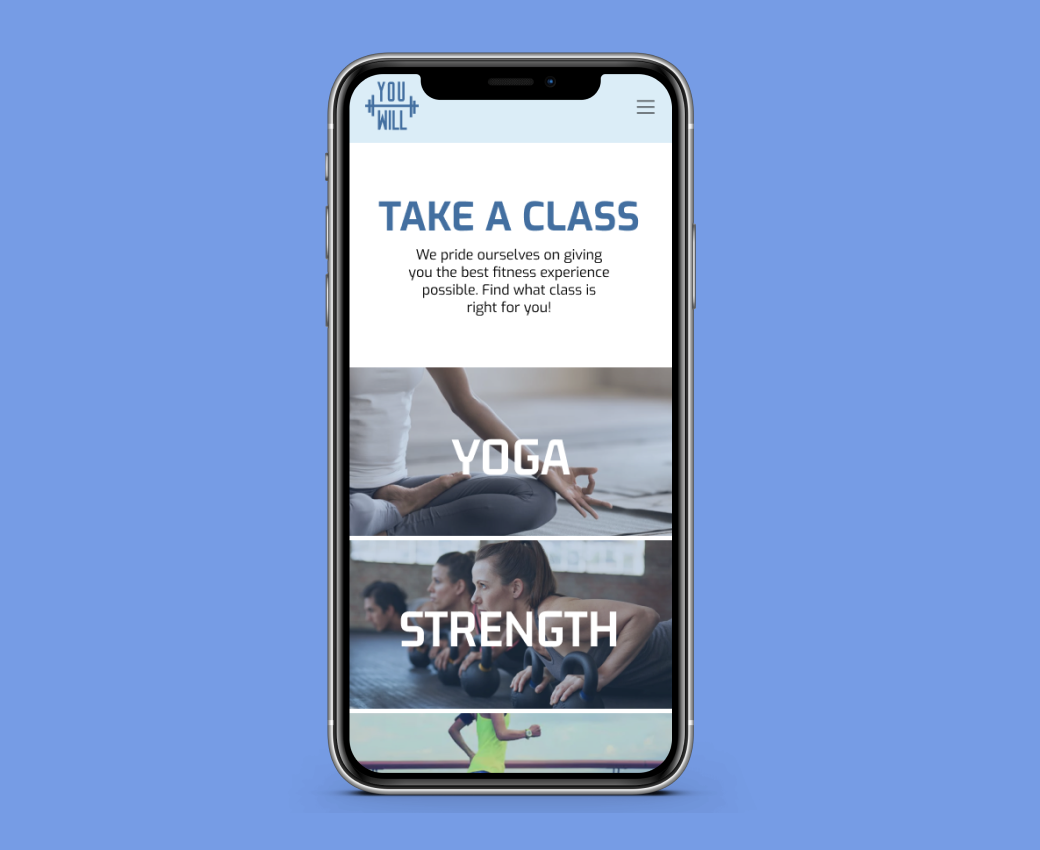 YOU
WILL
TAKE A CLASS
We pride ourselves on giving
you the best fitness experience
possible. Find what class is
right for you!
YOGA
STRENGTH